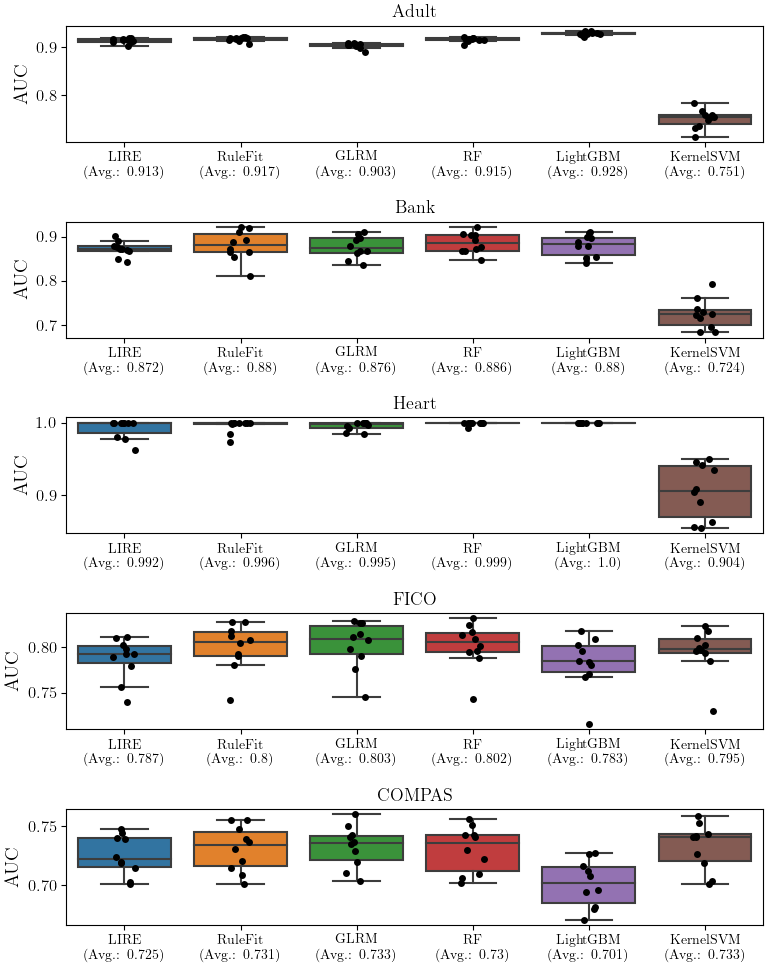 Adult
AUC
0.9
0.8
LIRE RuleFit GLRM RF LightGBM KernelSVM
(Avg.: 0.913) (Avg.: 0.917) (Avg.: 0.903) (Avg.: 0.915) (Avg.: 0.928) (Avg.: 0.751)
Bank
AUC
0.9
0.8
0.7
LIRE RuleFit GLRM RF LightGBM KernelSVM
(Avg.: 0.872) (Avg.: 0.88) (Avg.: 0.876) (Avg.: 0.886) (Avg.: 0.88) (Avg.: 0.724)
Heart
AUC
1.0
0.9
LIRE RuleFit GLRM RF LightGBM KernelSVM
(Avg.: 0.992) (Avg.: 0.996) (Avg.: 0.995) (Avg.: 0.999) (Avg.: 1.0) (Avg.: 0.904)
FICO
AUC
0.80
0.75
LIRE RuleFit GLRM RF LightGBM KernelSVM
(Avg.: 0.787) (Avg.: 0.8) (Avg.: 0.803) (Avg.: 0.802) (Avg.: 0.783) (Avg.: 0.795)
COMPAS
AUC
0.75
0.70
LIRE RuleFit GLRM RF LightGBM KernelSVM
(Avg.: 0.725) (Avg.: 0.731) (Avg.: 0.733) (Avg.: 0.73) (Avg.: 0.701) (Avg.: 0.733)